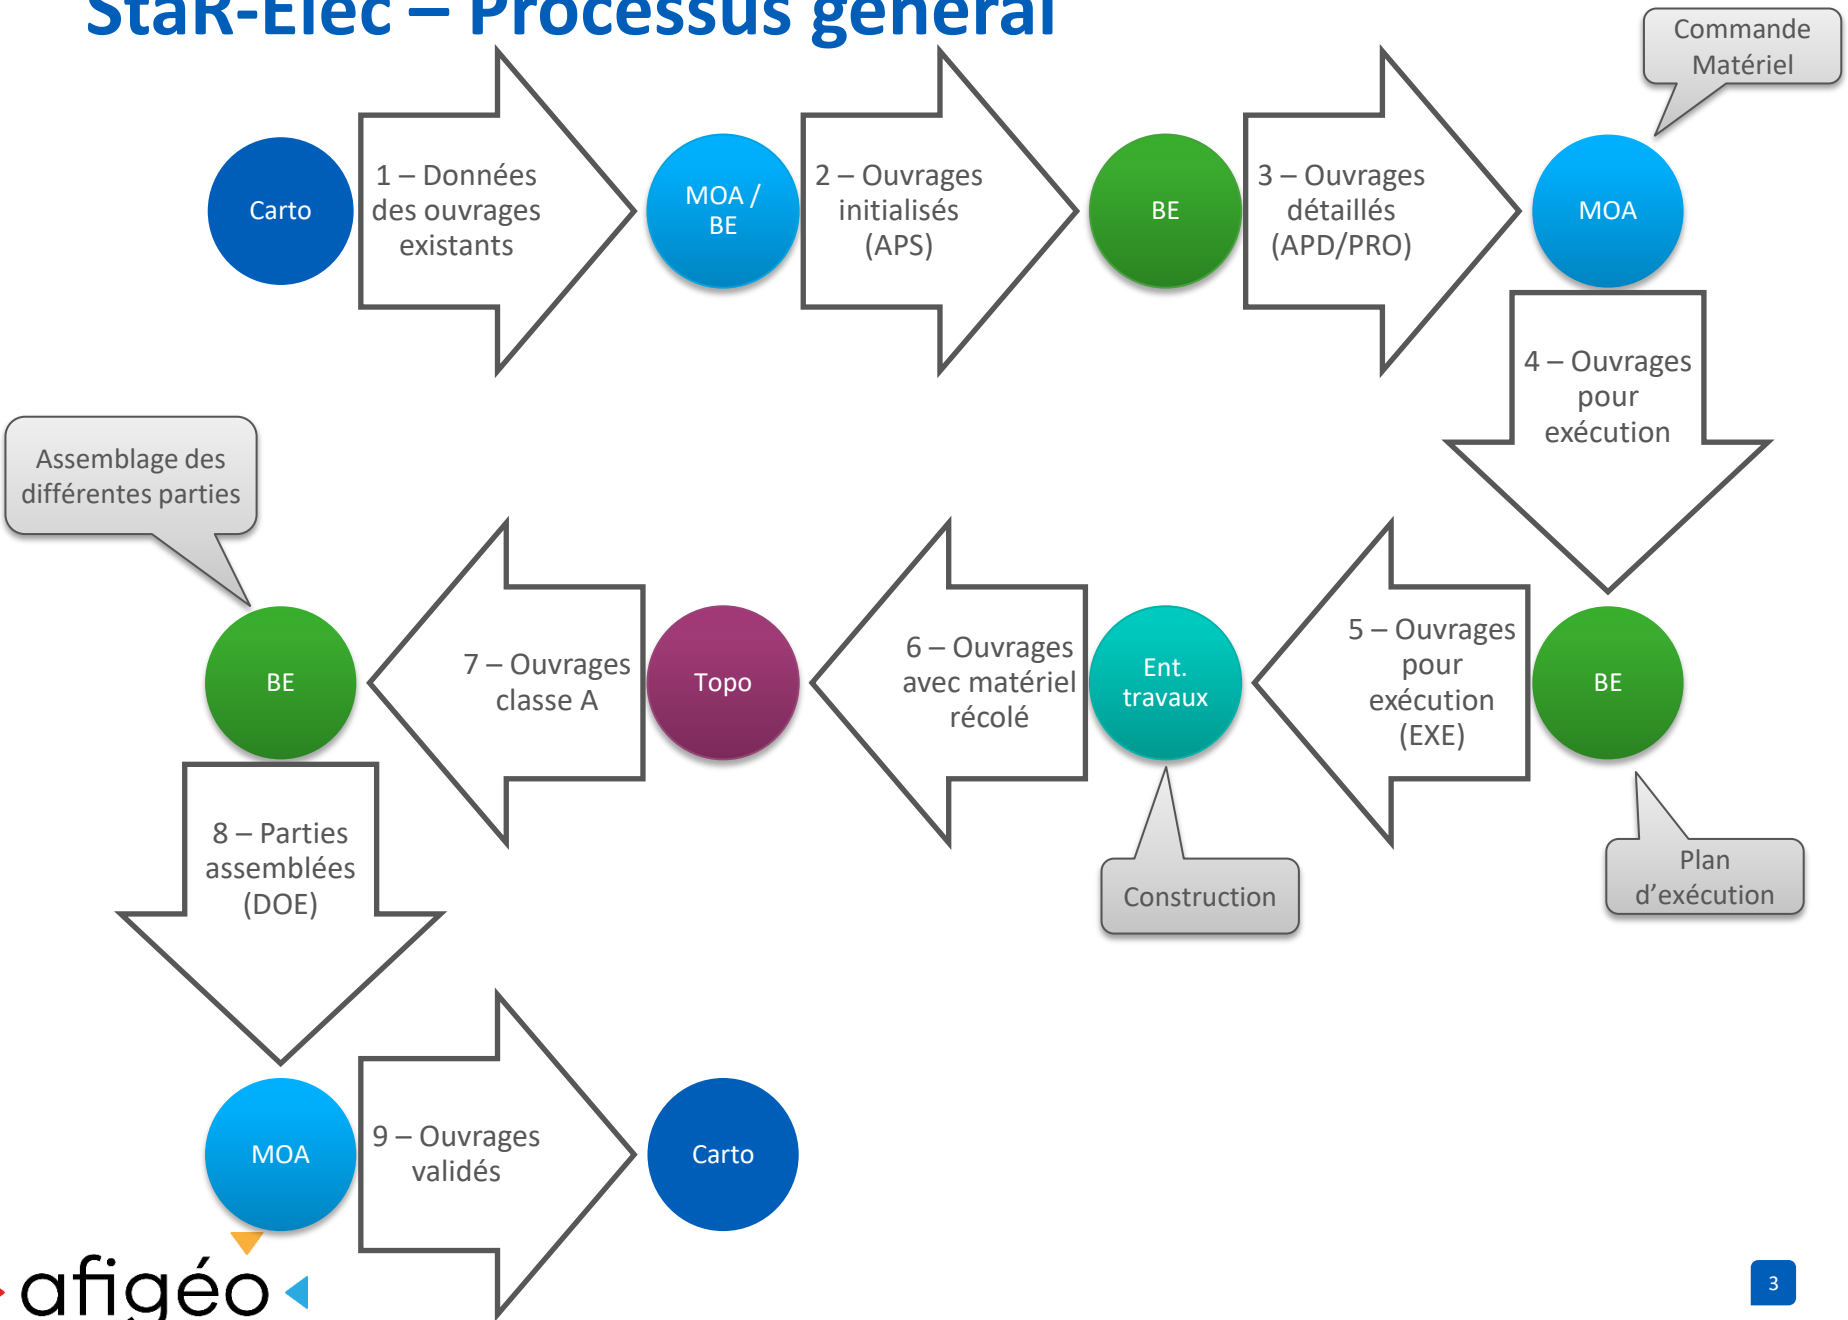 StaR-Elec – Processus général
Commande
Matériel
Carto
1 – Données
des ouvrages
existants
MOA /
BE
2 – Ouvrages
initialisés
(APS)
BE
3 – Ouvrages
détaillés
(APD/PRO)
MOA
4 – Ouvrages
pour
exécution
Assemblage des
différentes parties
BE
7 – Ouvrages
classe A
Topo
6 – Ouvrages
avec matériel
récolé
Ent.
travaux
5 – Ouvrages
pour
exécution
(EXE)
BE
8 – Parties
assemblées
(DOE)
Construction
Plan
d’exécution
MOA
9 – Ouvrages
validés
Carto
afigéo
3